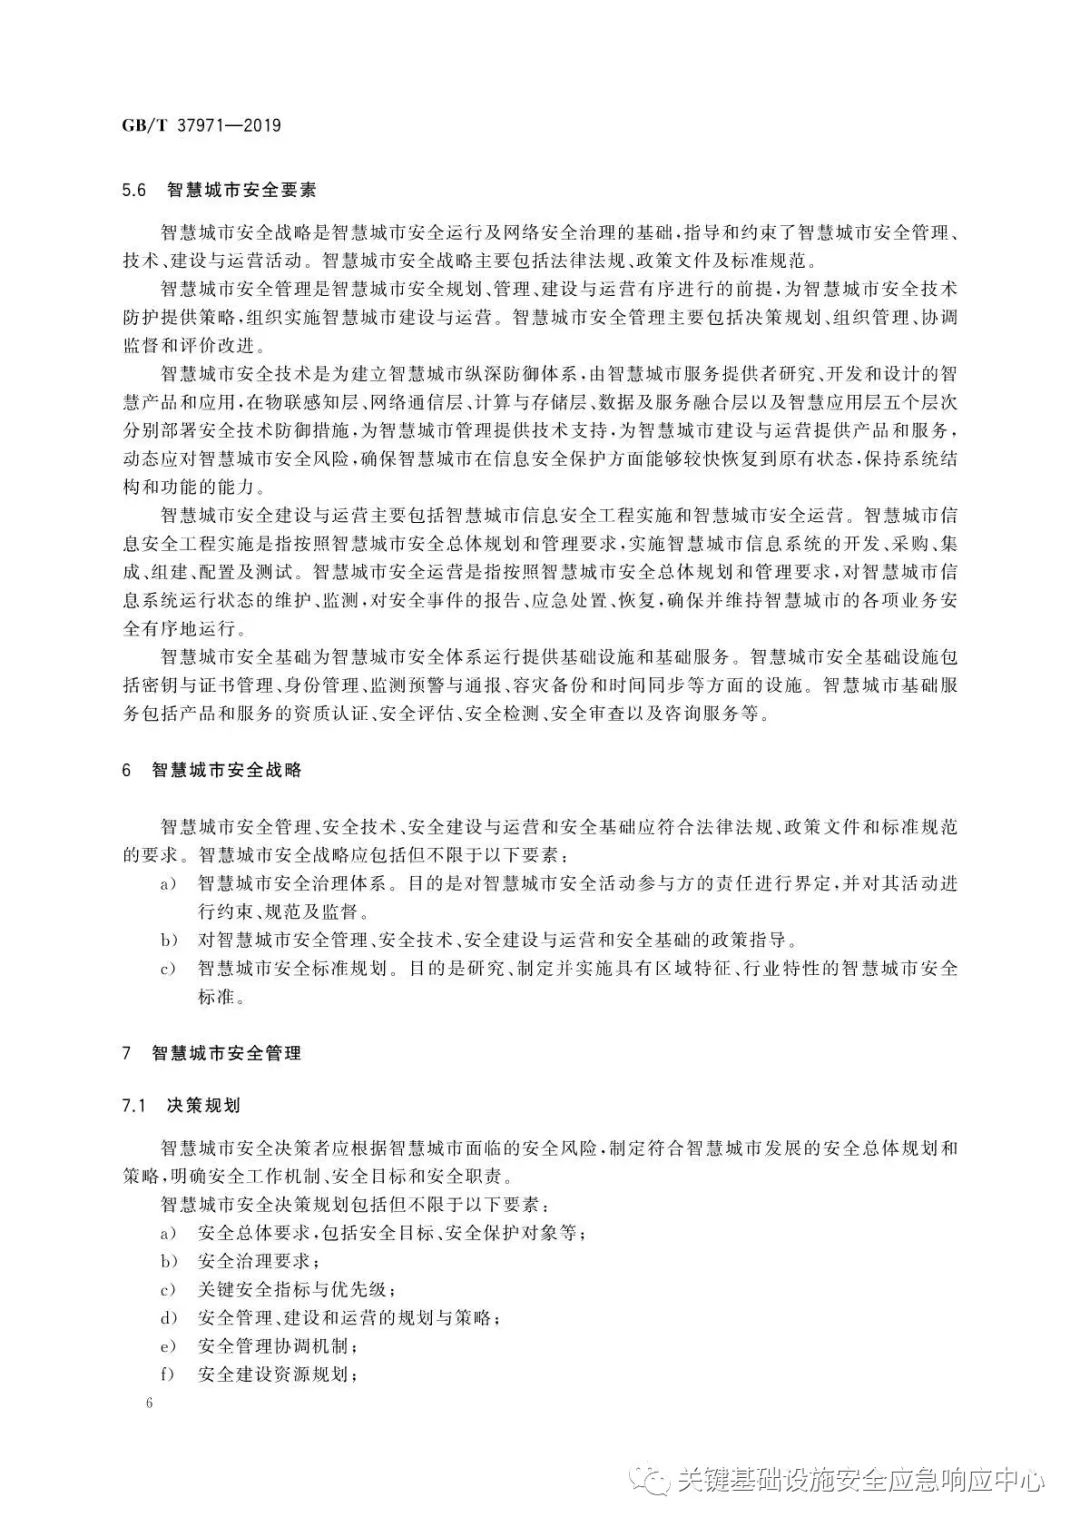 GB/T 37971—2019
5.6 智慧城市安全要素
智慧城市安全战略是智慧城市安全运行及网络安全治理的基础,指导和约束了智慧城市安全管理、
技术、建设与运营活动。智慧城市安全战略主要包括法律法规、政策文件及标准规范。
智慧城市安全管理是智慧城市安全规划、管理、建设与运营有序进行的前提,为智慧城市安全技术
防护提供策略,组织实施智慧城市建设与运营。智慧城市安全管理主要包括决策规划、组织管理、协调
监督和评价改进。
智慧城市安全技术是为建立智慧城市纵深防御体系,由智慧城市服务提供者研究、开发和设计的智
慧产品和应用,在物联感知层、网络通信层、计算与存储层、数据及服务融合层以及智慧应用层五个层次
分别部署安全技术防御措施,为智慧城市管理提供技术支持,为智慧城市建设与运营提供产品和服务,
动态应对智慧城市安全风险,确保智慧城市在信息安全保护方面能够较快恢复到原有状态,保持系统结
构和功能的能力。
智慧城市安全建设与运营主要包括智慧城市信息安全工程实施和智慧城市安全运营。智慧城市信
息安全工程实施是指按照智慧城市安全总体规划和管理要求,实施智慧城市信息系统的开发、采购、集
成、组建、配置及测试。智慧城市安全运营是指按照智慧城市安全总体规划和管理要求,对智慧城市信
息系统运行状态的维护、监测,对安全事件的报告、应急处置、恢复,确保并维持智慧城市的各项业务安
全有序地运行。
智慧城市安全基础为智慧城市安全体系运行提供基础设施和基础服务。智慧城市安全基础设施包
括密钥与证书管理、身份管理、监测预警与通报、容灾备份和时间同步等方面的设施。智慧城市基础服
务包括产品和服务的资质认证、安全评估、安全检测、安全审查以及咨询服务等。
6 智慧城市安全战略
智慧城市安全管理、安全技术、安全建设与运营和安全基础应符合法律法规、政策文件和标准规范
的要求。智慧城市安全战略应包括但不限于以下要素:
a) 智慧城市安全治理体系。目的是对智慧城市安全活动参与方的责任进行界定,并对其活动进
行约束、规范及监督。
b) 对智慧城市安全管理、安全技术、安全建设与运营和安全基础的政策指导。
c) 智慧城市安全标准规划。目的是研究、制定并实施具有区域特征、行业特性的智慧城市安全
标准。
7 智慧城市安全管理
7.1 决策规划
智慧城市安全决策者应根据智慧城市面临的安全风险,制定符合智慧城市发展的安全总体规划和
策略,明确安全工作机制、安全目标和安全职责。
智慧城市安全决策规划包括但不限于以下要素:
a) 安全总体要求,包括安全目标、安全保护对象等;
b) 安全治理要求;
c) 关键安全指标与优先级;
d) 安全管理、建设和运营的规划与策略;
e) 安全管理协调机制;
f) 安全建设资源规划;
6
关键基础设施安全应急响应中心